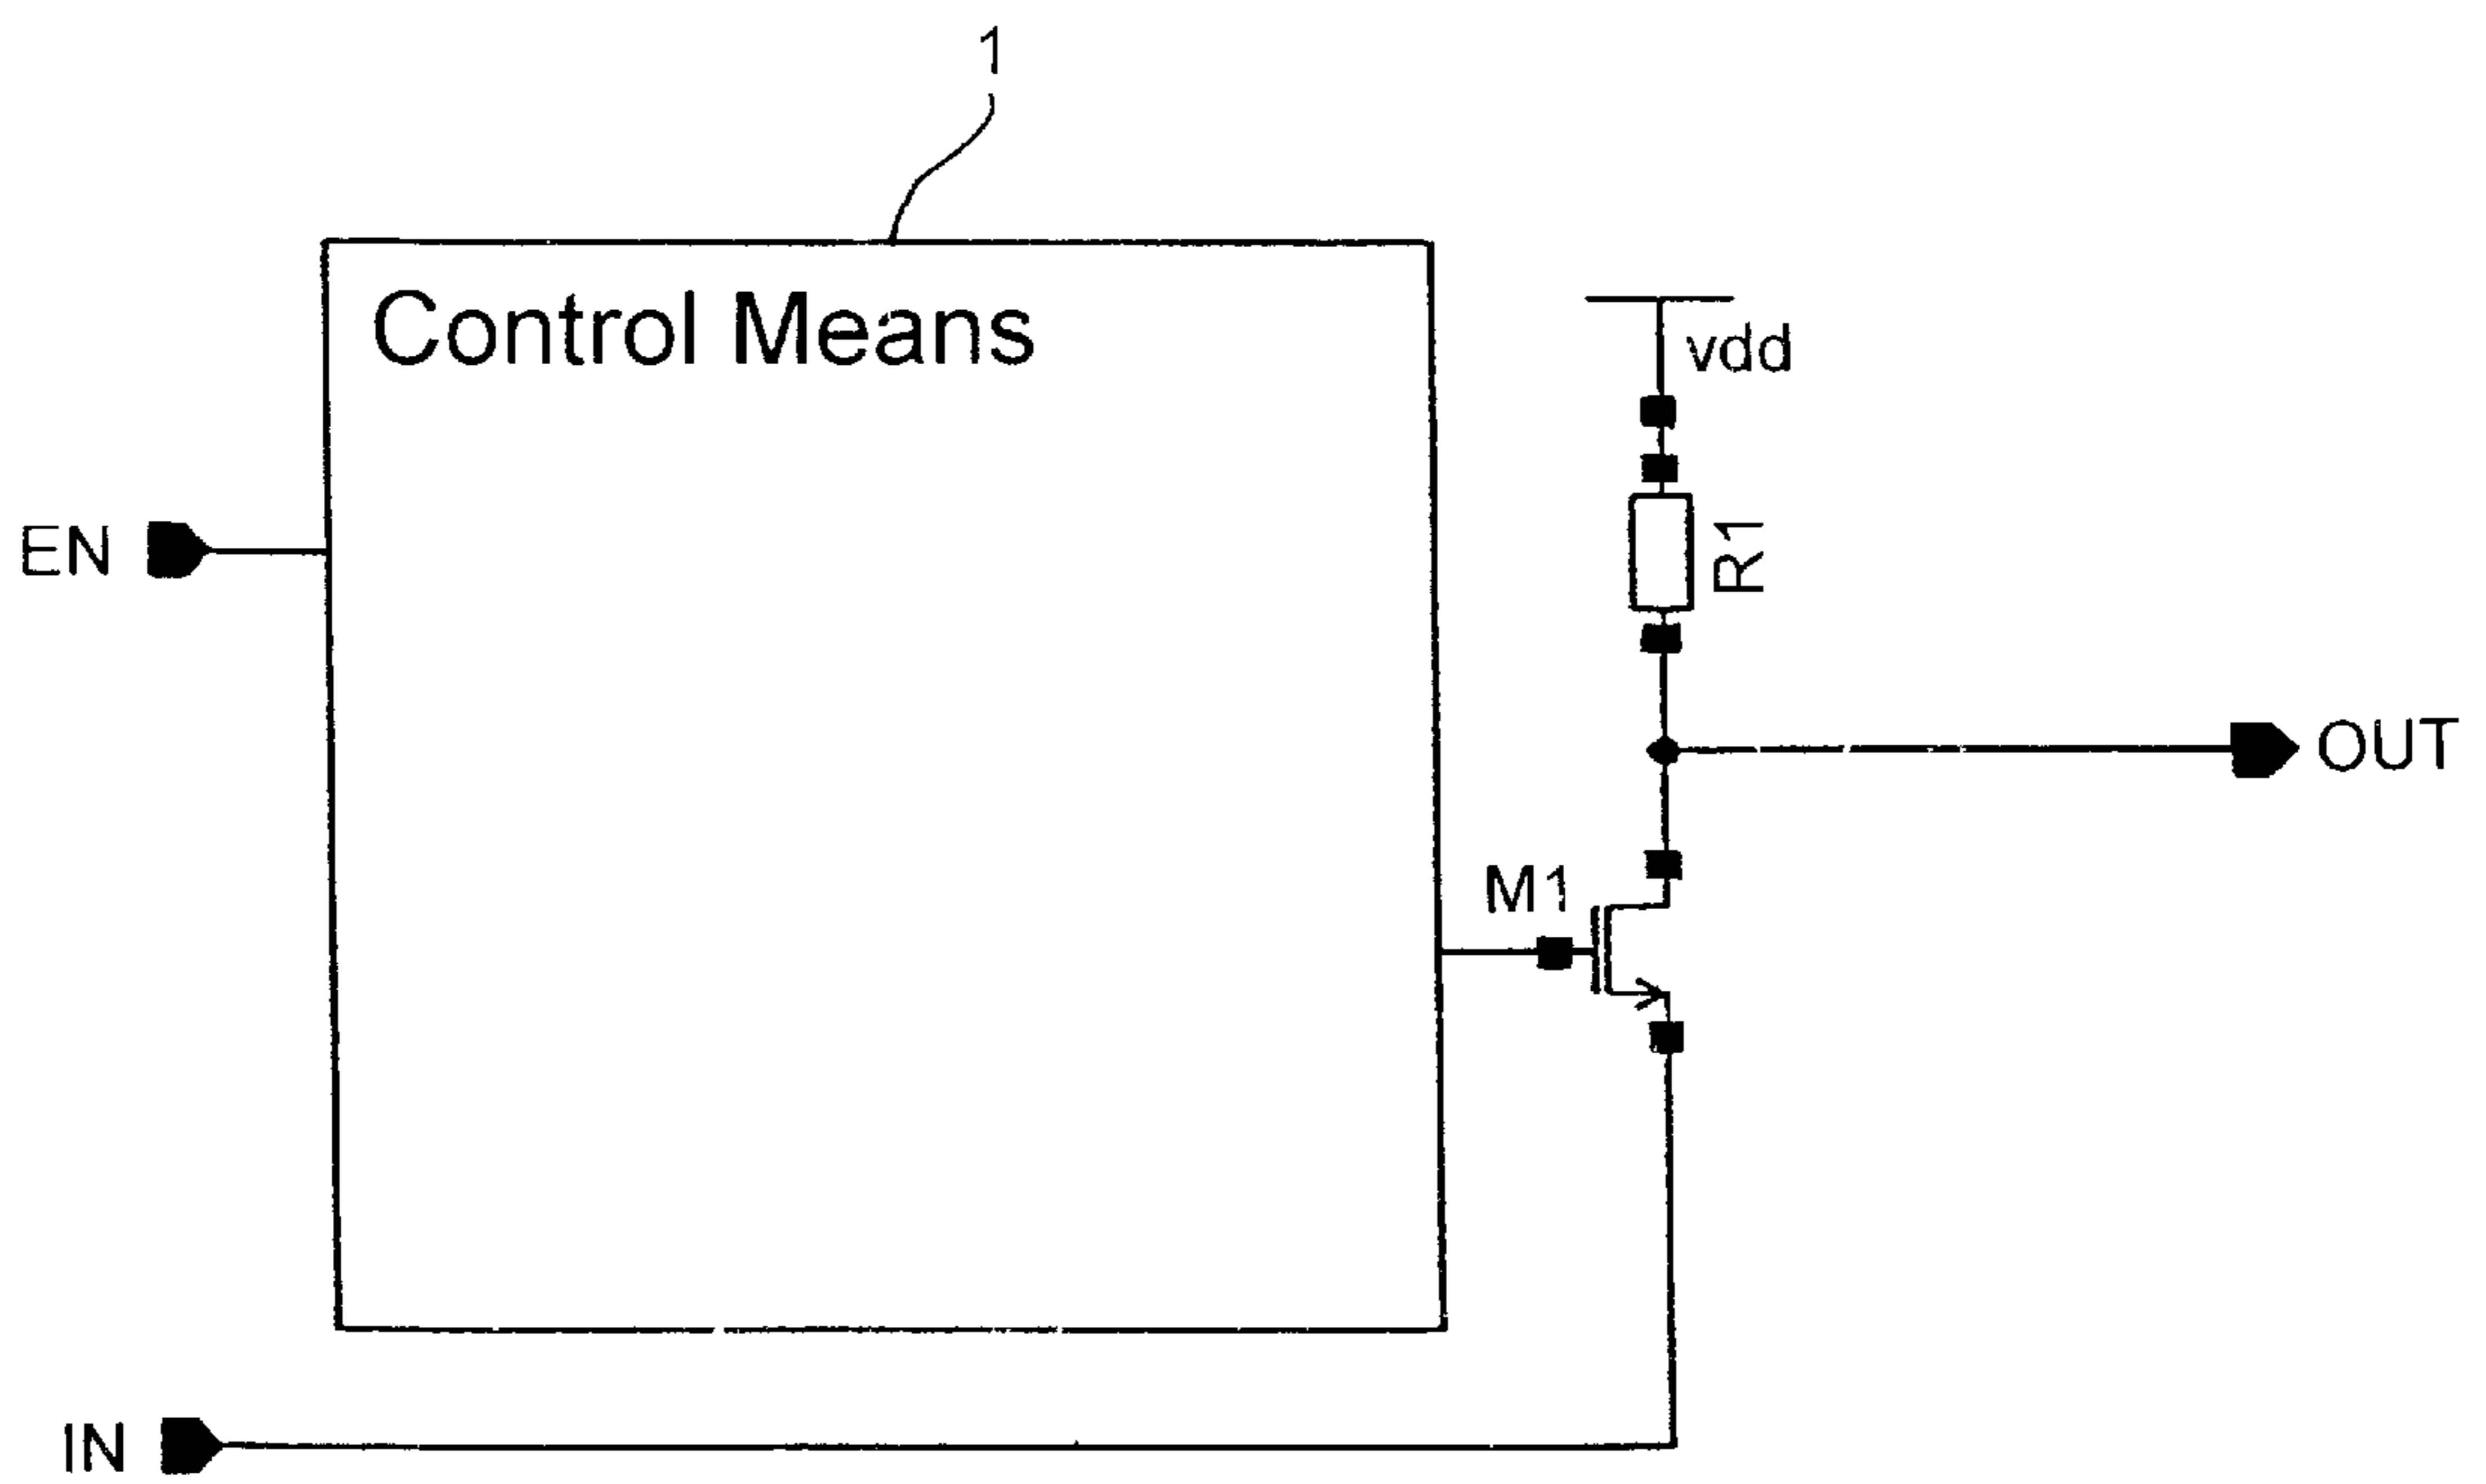 1
Control Means
vdd
EN
R1
OUT
M1
IN